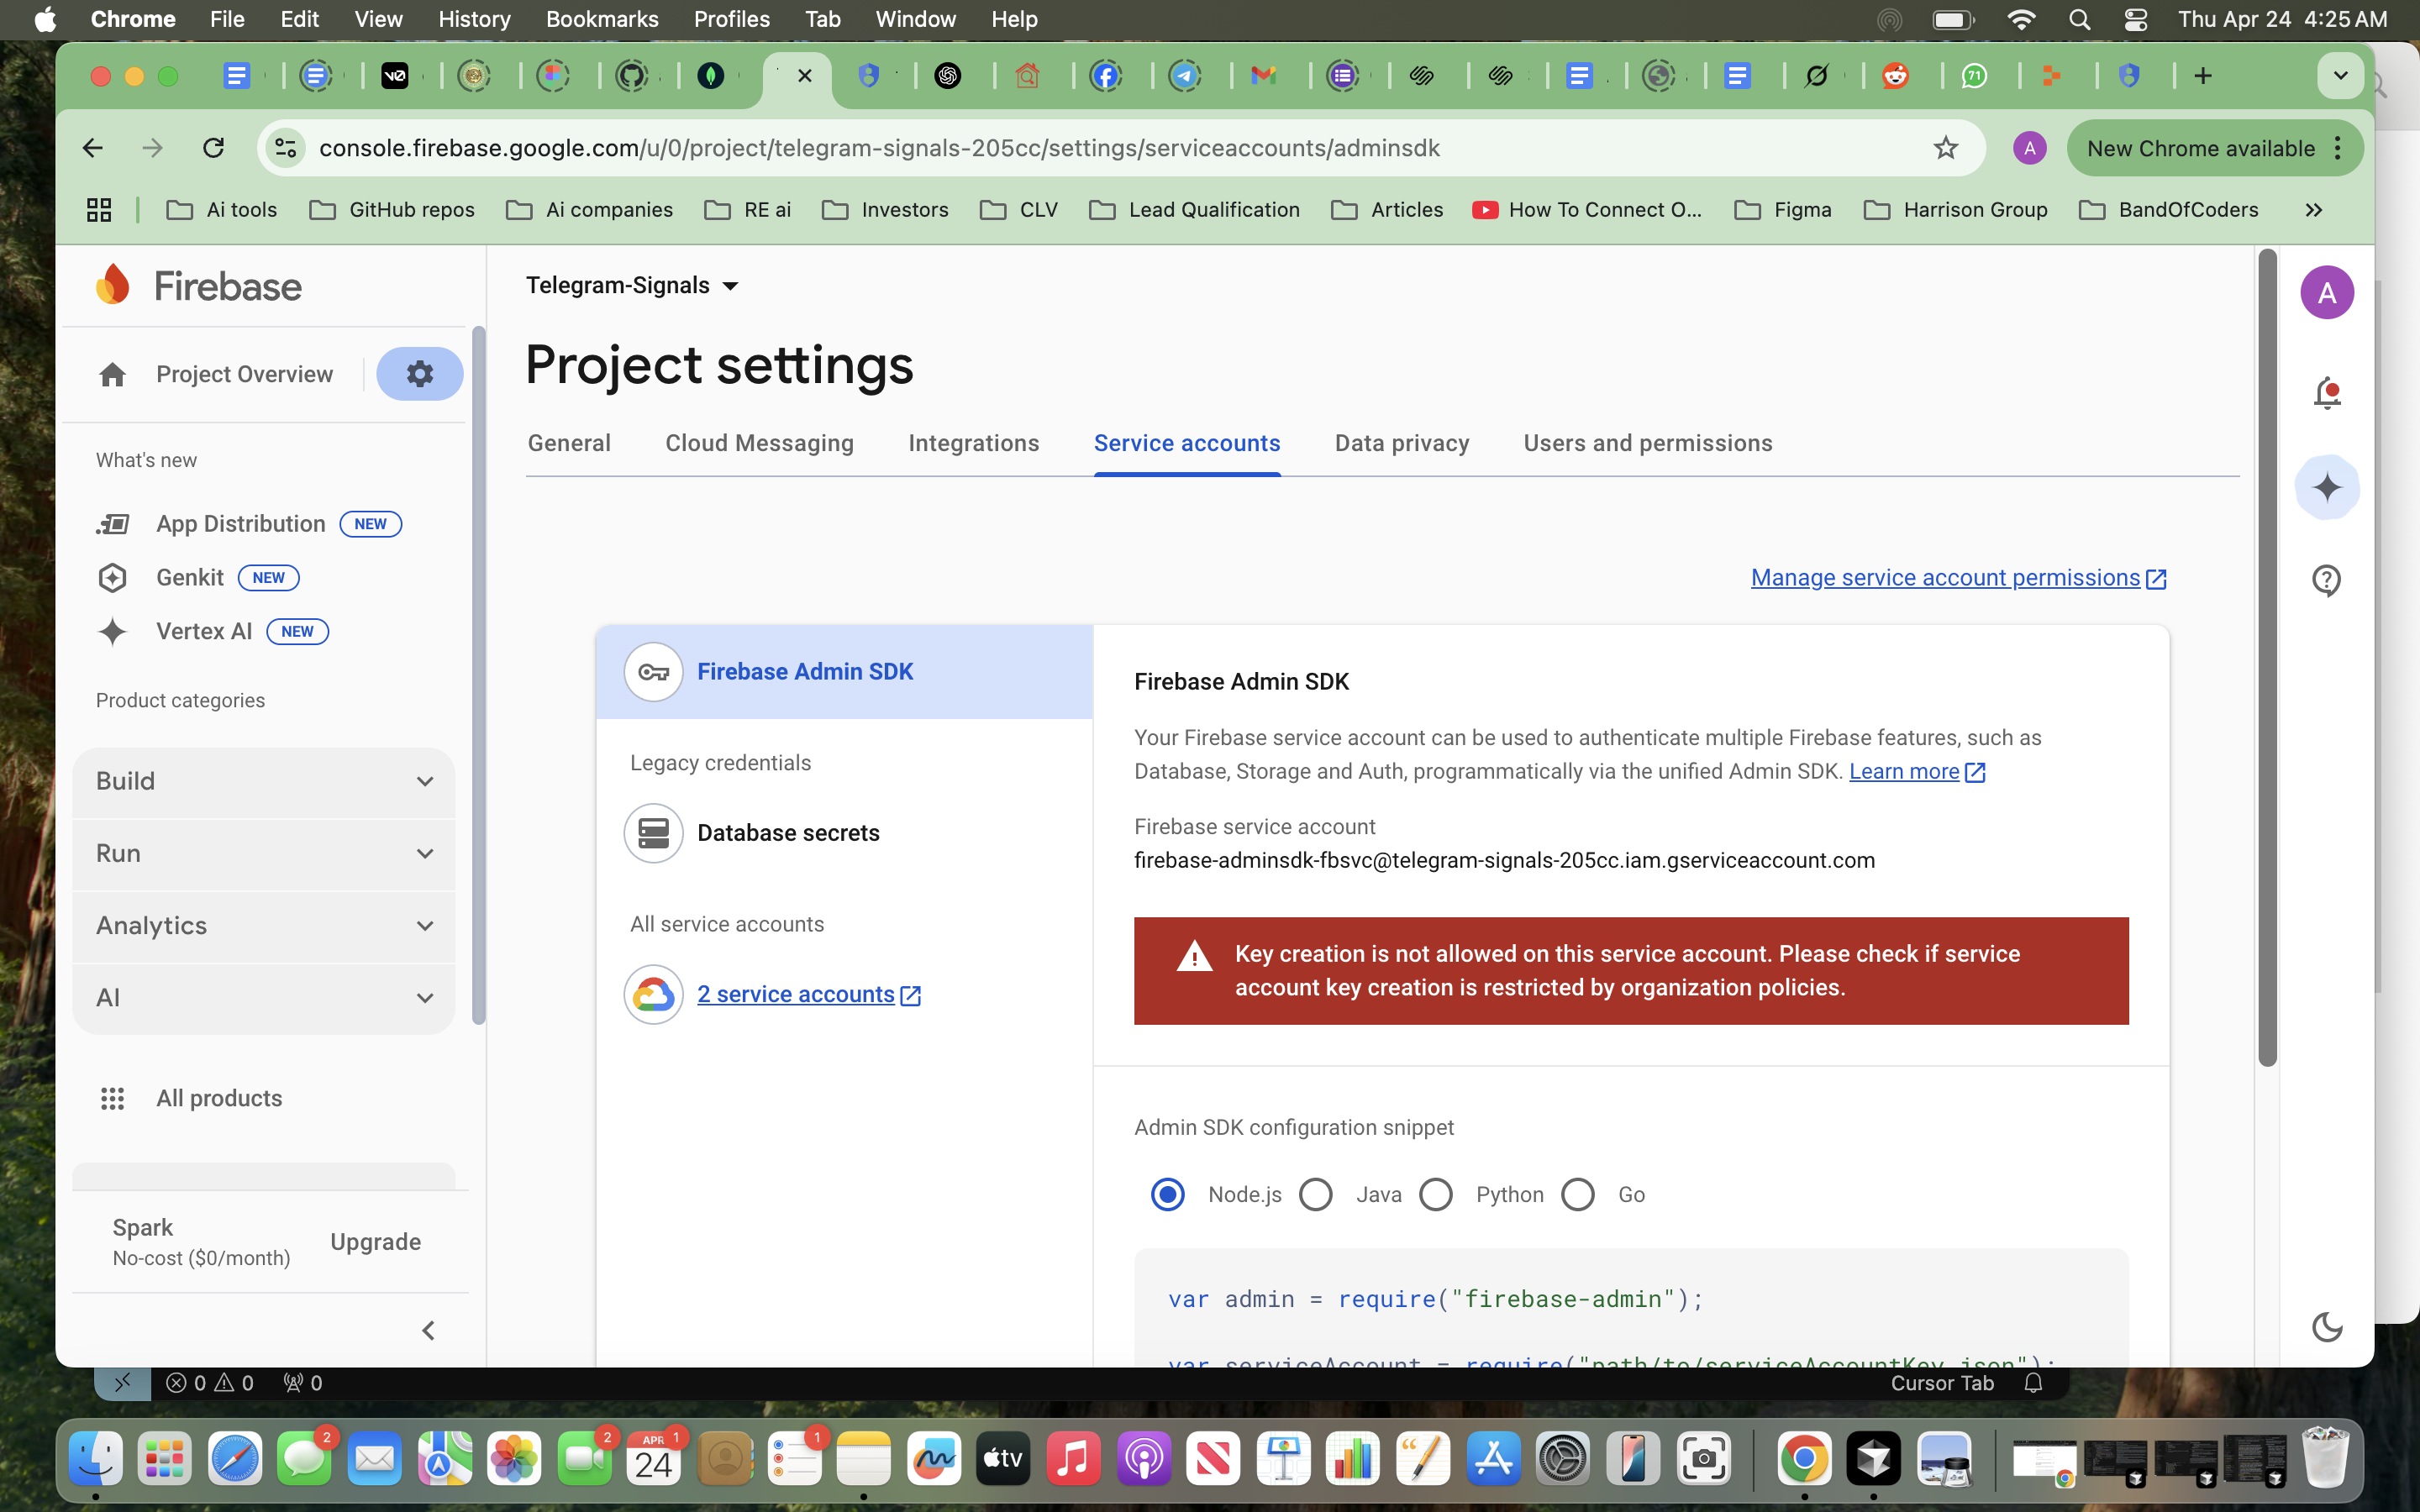 Chrome File Edit View History Bookmarks Profiles Tab Window Help Thu Apr 24 4:25 AM
71
console.firebase.google.com/u/0/project/telegram-signals-205cc/settings/serviceaccounts/adminsdk
A
New Chrome available
Ai tools GitHub repos Ai companies RE ai Investors CLV Lead Qualification Articles How To Connect O... Figma Harrison Group BandOfCoders
Firebase
Telegram-Signals
A
Project Overview
Project settings
General Cloud Messaging Integrations Service accounts Data privacy Users and permissions
What's new
App Distribution NEW
Genkit NEW
Vertex AI NEW
Product categories
Build
Run
Analytics
AI
All products
Spark
No-cost ($0/month)
Upgrade
Manage service account permissions
Firebase Admin SDK
Legacy credentials
Database secrets
All service accounts
2 service accounts
Firebase Admin SDK
Your Firebase service account can be used to authenticate multiple Firebase features, such as
Database, Storage and Auth, programmatically via the unified Admin SDK. Learn more
Firebase service account
firebase-adminsdk-fbsvc@telegram-signals-205cc.iam.gserviceaccount.com
Key creation is not allowed on this service account. Please check if service
account key creation is restricted by organization policies.
Admin SDK configuration snippet
Node.js Java Python Go
var admin = require("firebase-admin");
var serviceAccount = require("path/to/serviceAccountKey.json");
0 0 0
Cursor Tab
2
2
APR 1
24
1
tv